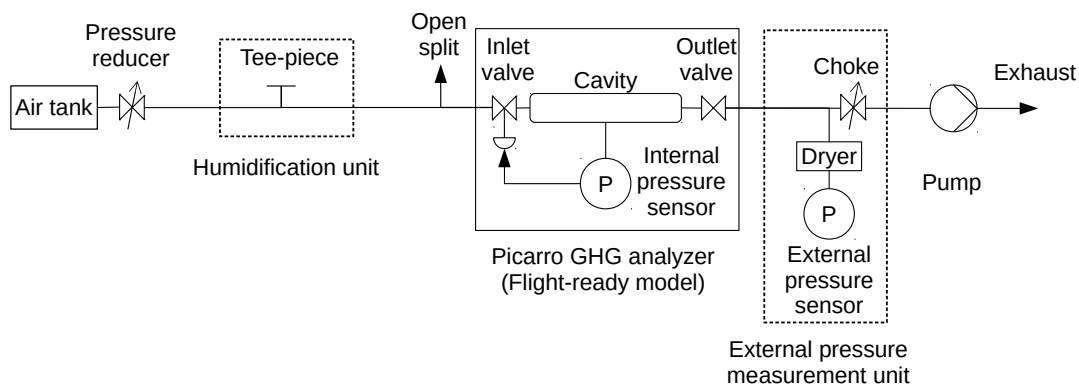 Open
split
Pressure
reducer
Tee-piece
Inlet
valve
Cavity
Outlet
valve
Choke
Exhaust
Air tank
Humidification unit
P
Internal
pressure
sensor
Dryer
P
Pump
External
pressure
sensor
Picarro GHG analyzer
(Flight-ready model)
External pressure
measurement unit